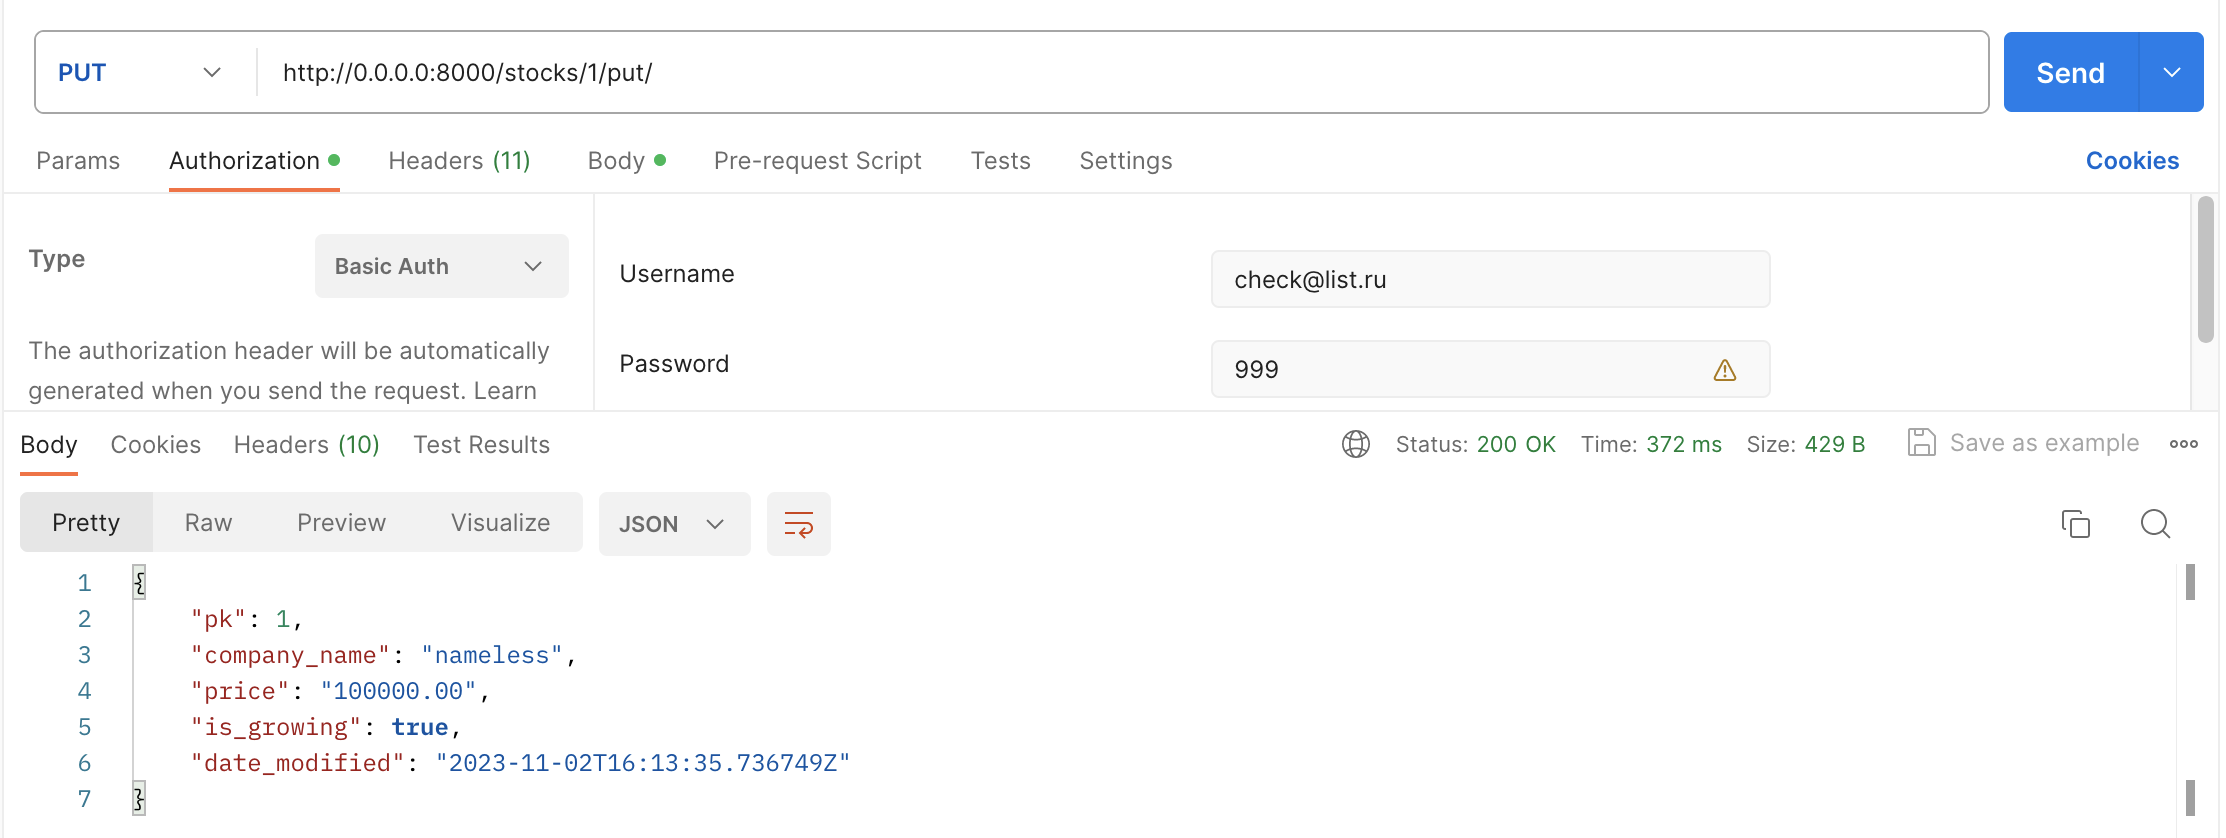 PUT http://0.0.0.0:8000/stocks/1/put/ Send
Params Authorization Headers (11) Body Pre-request Script Tests Settings Cookies
Type Basic Auth
The authorization header will be automatically
generated when you send the request. Learn
Username check@list.ru
Password 999
Body Cookies Headers (10) Test Results Status: 200 OK Time: 372 ms Size: 429 B Save as example
Pretty Raw Preview Visualize JSON
1 {
2 "pk": 1,
3 "company_name": "nameless",
4 "price": "100000.00",
5 "is_growing": true,
6 "date_modified": "2023-11-02T16:13:35.736749Z"
7 }